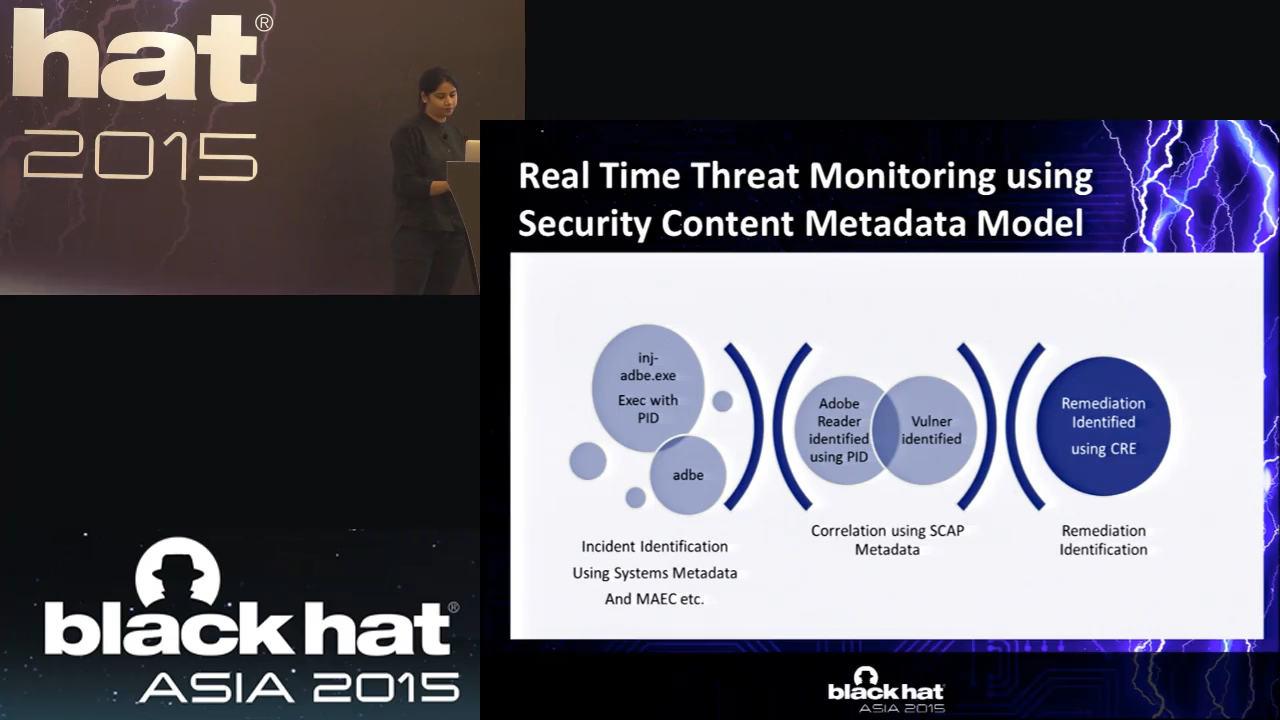 hat®
2015
Real Time Threat Monitoring using
Security Content Metadata Model
inj-
adbe.exe
Exec with
PID
adbe
Adobe
Reader
identified
using PID
Vulner
identified
Remediation
Identified
using CRE
Incident Identification
Using Systems Metadata
And MAEC etc.
Correlation using SCAP
Metadata
Remediation
Identification
black hat®
ASIA 2015
black hat
ASIA 2015